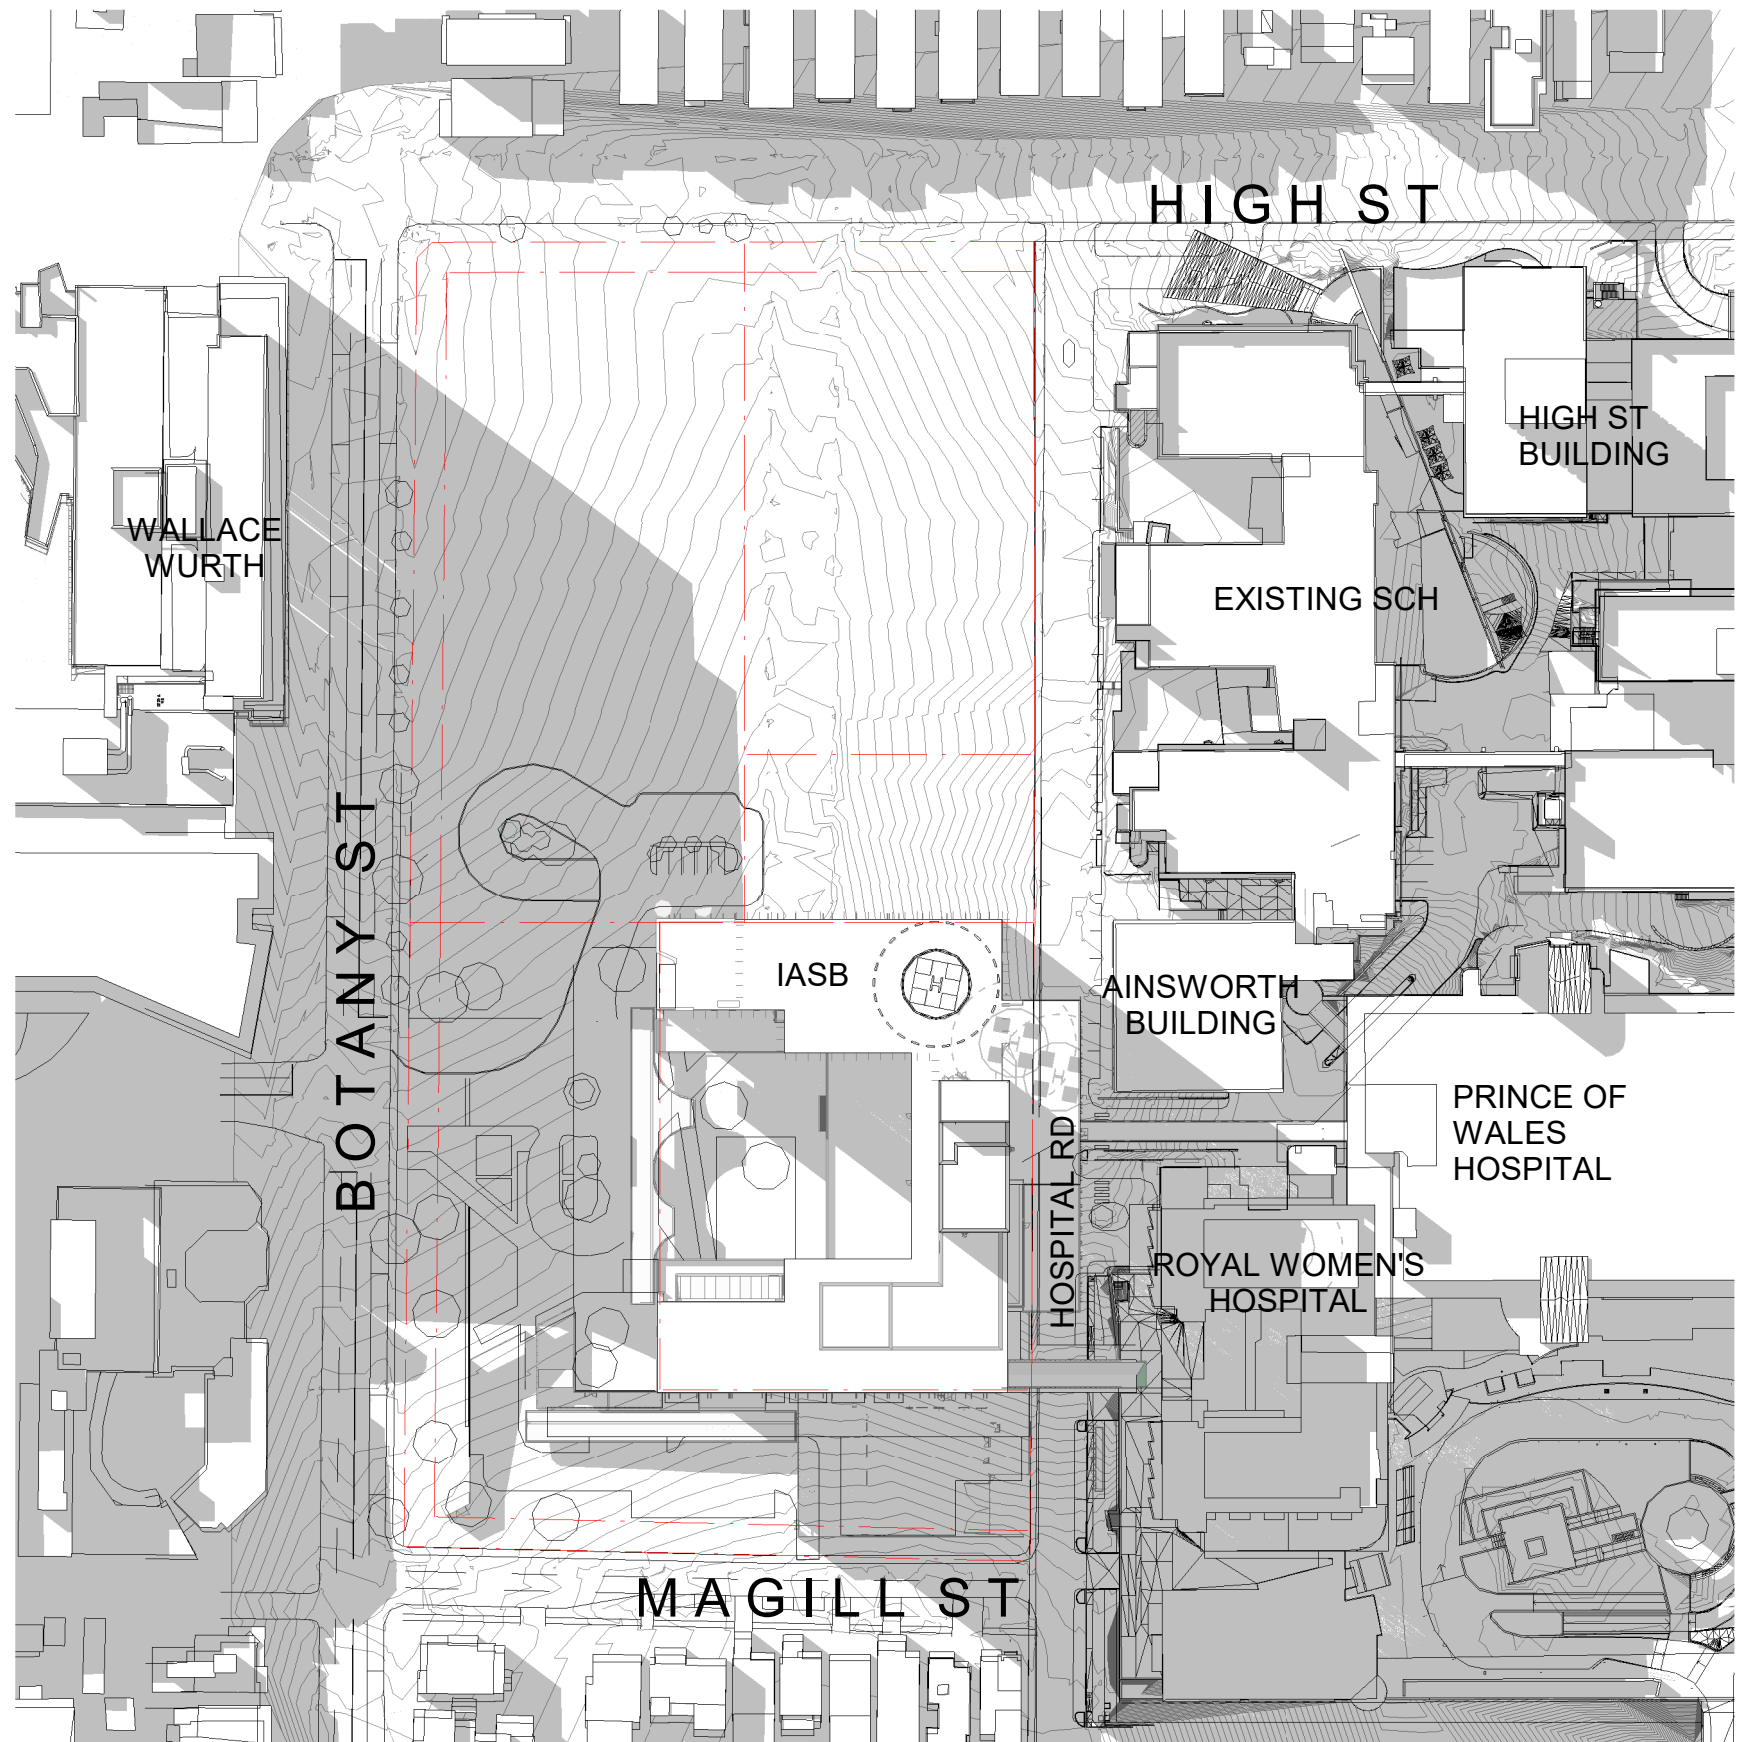 HIGH ST
HIGH ST
BUILDING
WALLACE
WURTH
EXISTING SCH
BOTANY ST
IASB
H
AINSWORTH
BUILDING
PRINCE OF
WALES
HOSPITAL
HOSPITAL RD
ROYAL WOMEN'S
HOSPITAL
MAGILL ST